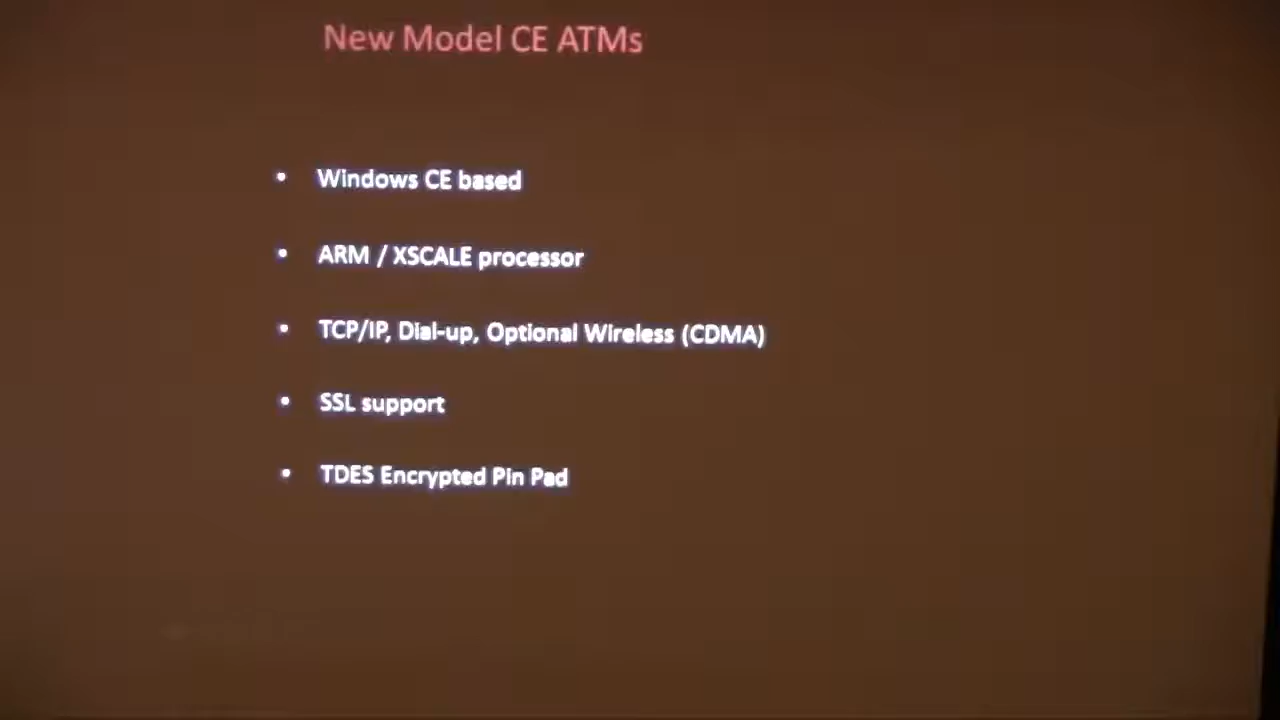 New Model CE ATMs
• Windows CE based
• ARM / XSCALE processor
• TCP/IP, Dial-up, Optional Wireless (CDMA)
• SSL support
• TDES Encrypted Pin Pad